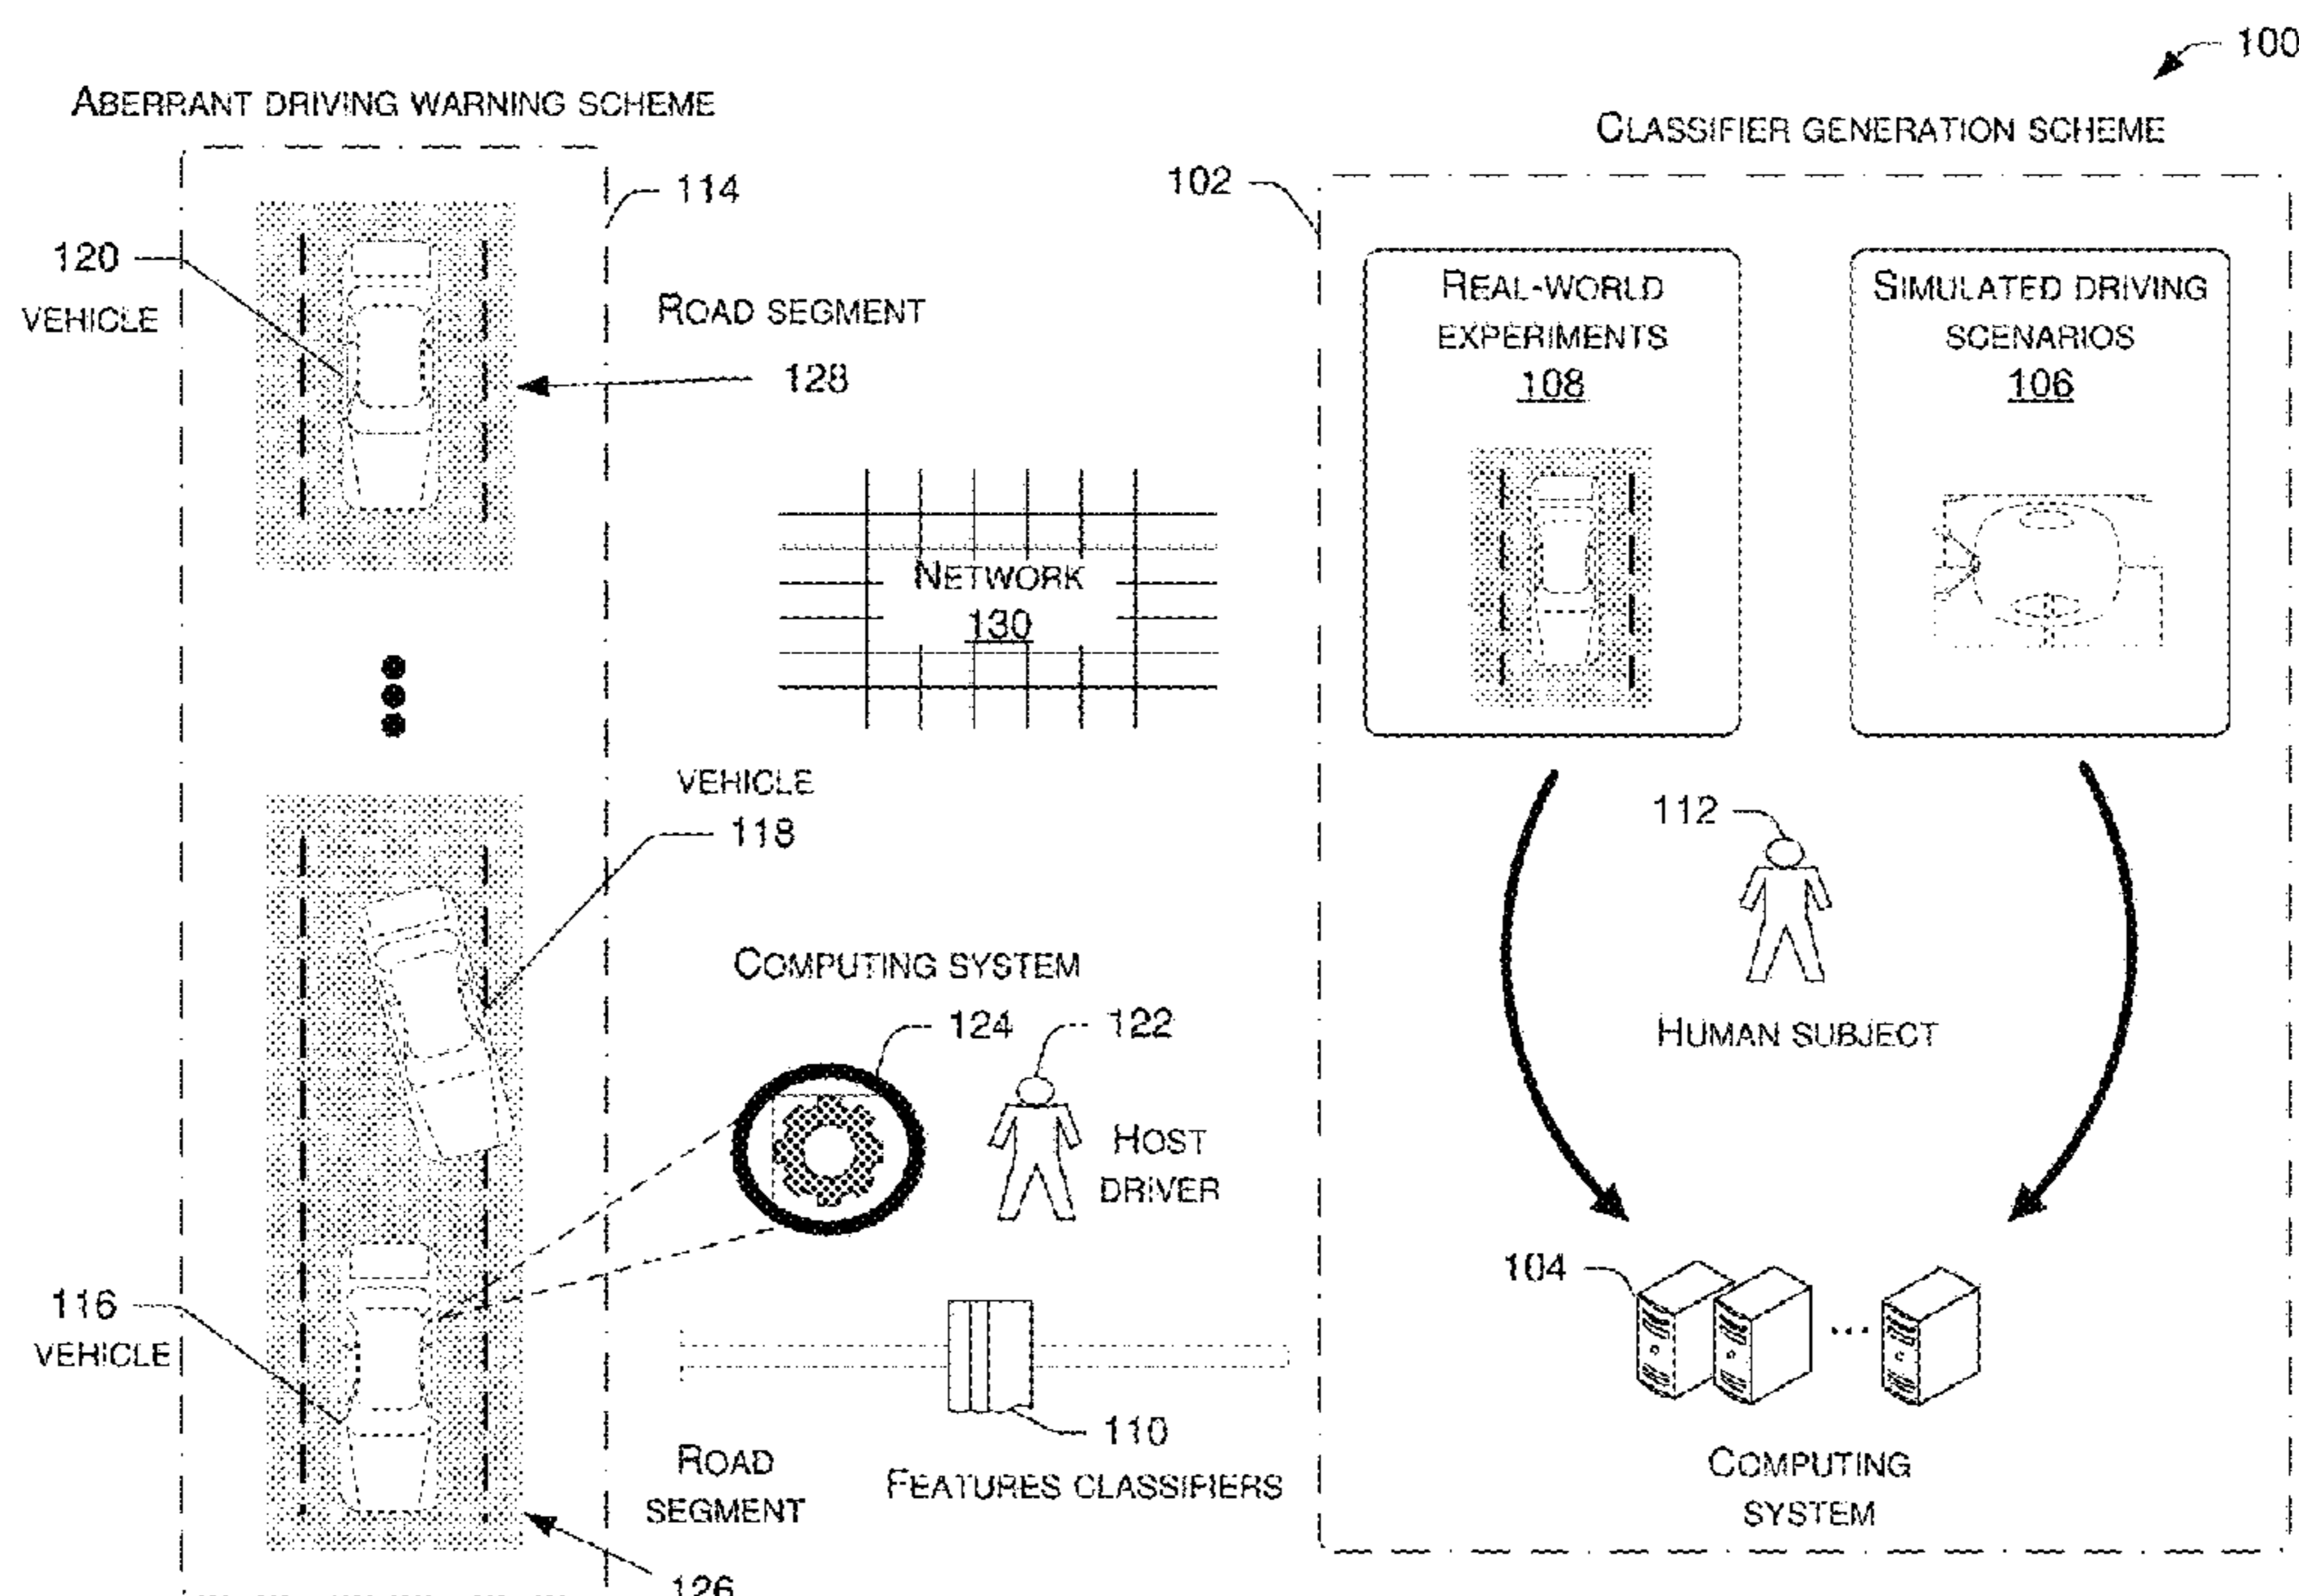 100
ABERRANT DRIVING WARNING SCHEME
114
120
VEHICLE
ROAD SEGMENT
128
NETWORK
130
VEHICLE
118
COMPUTING SYSTEM
124
122
HOST
DRIVER
116
VEHICLE
110
FEATURES CLASSIFIERS
ROAD
SEGMENT
126
CLASSIFIER GENERATION SCHEME
102
REAL-WORLD
EXPERIMENTS
108
SIMULATED DRIVING
SCENARIOS
106
112
HUMAN SUBJECT
104
...
COMPUTING
SYSTEM